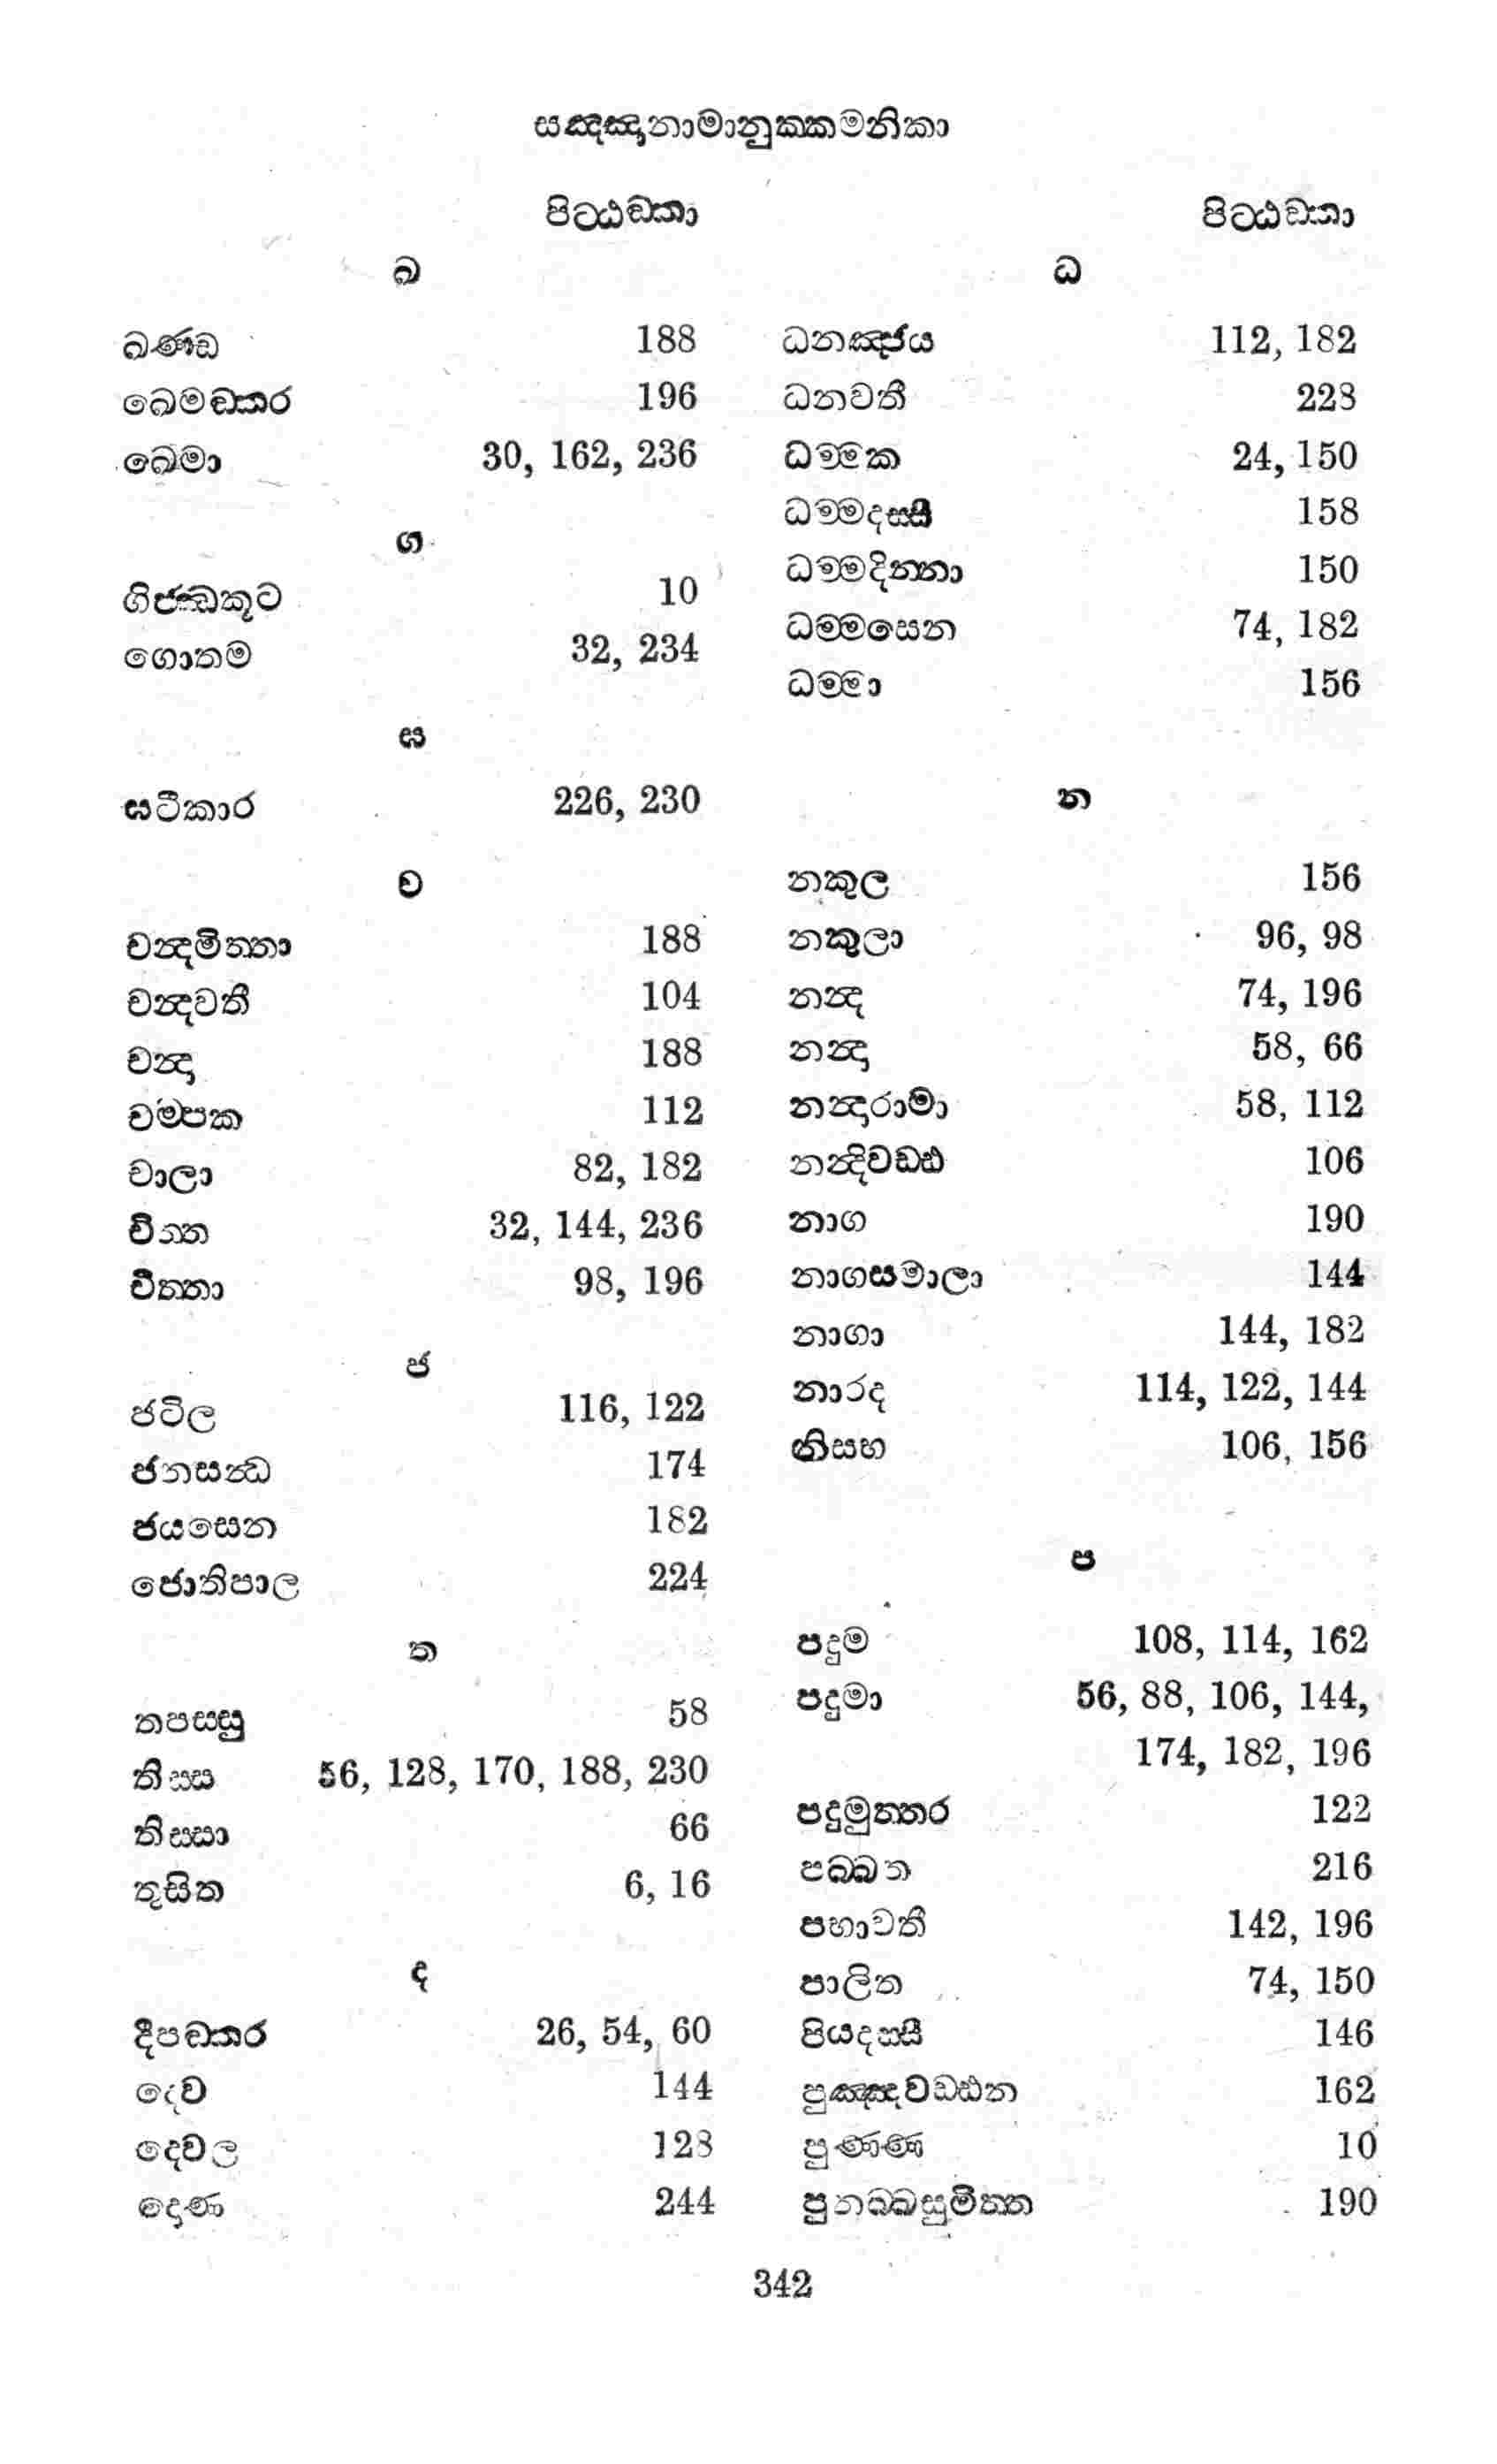 සඤ්ඤානාමානුක්කමනිකා
පිට්ඨඞ්කා
ඛ
ඛණ්ඩ 188
ඛෙමඞ්කර 196
ඛෙමා 30, 162, 236
ග
ගිජ්ඣකූට 10
ගොතම 32, 234
ඝ
ඝටීකාර 226, 230
ච
චන්දමිත්තා 188
චන්දවතී 104
චන්දා 188
චම්පක 112
චාලා 82, 182
චිත්ත 32, 144, 236
චිත්තා 98, 196
ජ
ජටිල 116, 122
ජනසන්ධ 174
ජයසෙන 182
ජොතිපාල 224
ත
තපස්සු 58
තිස්ස 56, 128, 170, 188, 230
තිස්සා 66
තුසිත 6, 16
ද
දීපඞ්කර 26, 54, 60
දෙව 144
දෙවල 128
දොණ 244
පිට්ඨඞ්කා
ධ
ධනඤ්ජය 112, 182
ධනවතී 228
ධම්මක 24, 150
ධම්මදස්සී 158
ධම්මදින්නා 150
ධම්මසෙන 74, 182
ධම්මා 156
න
නකුල 156
නකුලා 96, 98
නන්ද 74, 196
නන්දා 58, 66
නන්දාරාමා 58, 112
නන්දිවඩ්ඪ 106
නාග 190
නාගසමාලා 144
නාගා 144, 182
නාරද 114, 122, 144
නිසභ 106, 156
ප
පදුම 108, 114, 162
පදුමා 56, 88, 106, 144,
174, 182, 196
පදුමුත්තර 122
පබ්බත 216
පභාවතී 142, 196
පාලිත 74, 150
පියදස්සී 146
පුඤ්ඤවඩ්ඪන 162
පුණ්ණ 10
පුනබ්බසුමිත්ත 190
342